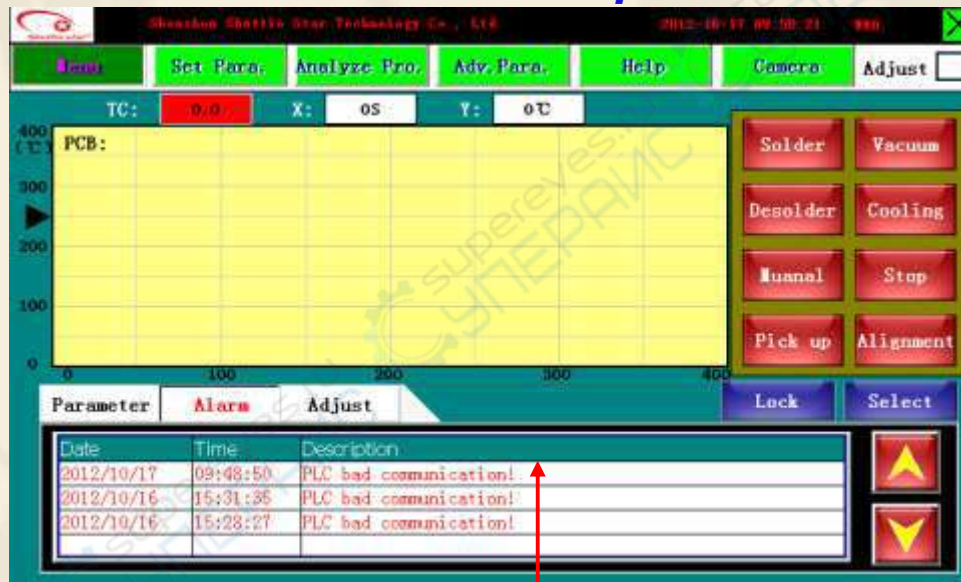 Shenzhen Shuttle Star Technology Co., Ltd
Menu Set Para. Analyze Pro. Adv.Para. Help Camera Adjust
TC: 0.0 X: 0S Y: 0℃
400
(℃)
PCB:
300
200
100
0
0 100 200 300 400
Solder Vacuum
Desolder Cooling
Muanal Stop
Pick up Alignment
Lock Select
Parameter Alarm Adjust
Date Time Description
2012/10/17 09:48:50 PLC bad communication!
2012/10/16 15:31:35 PLC bad communication!
2012/10/16 15:28:27 PLC bad communication!
supereyes.
СУПЕРАЙС